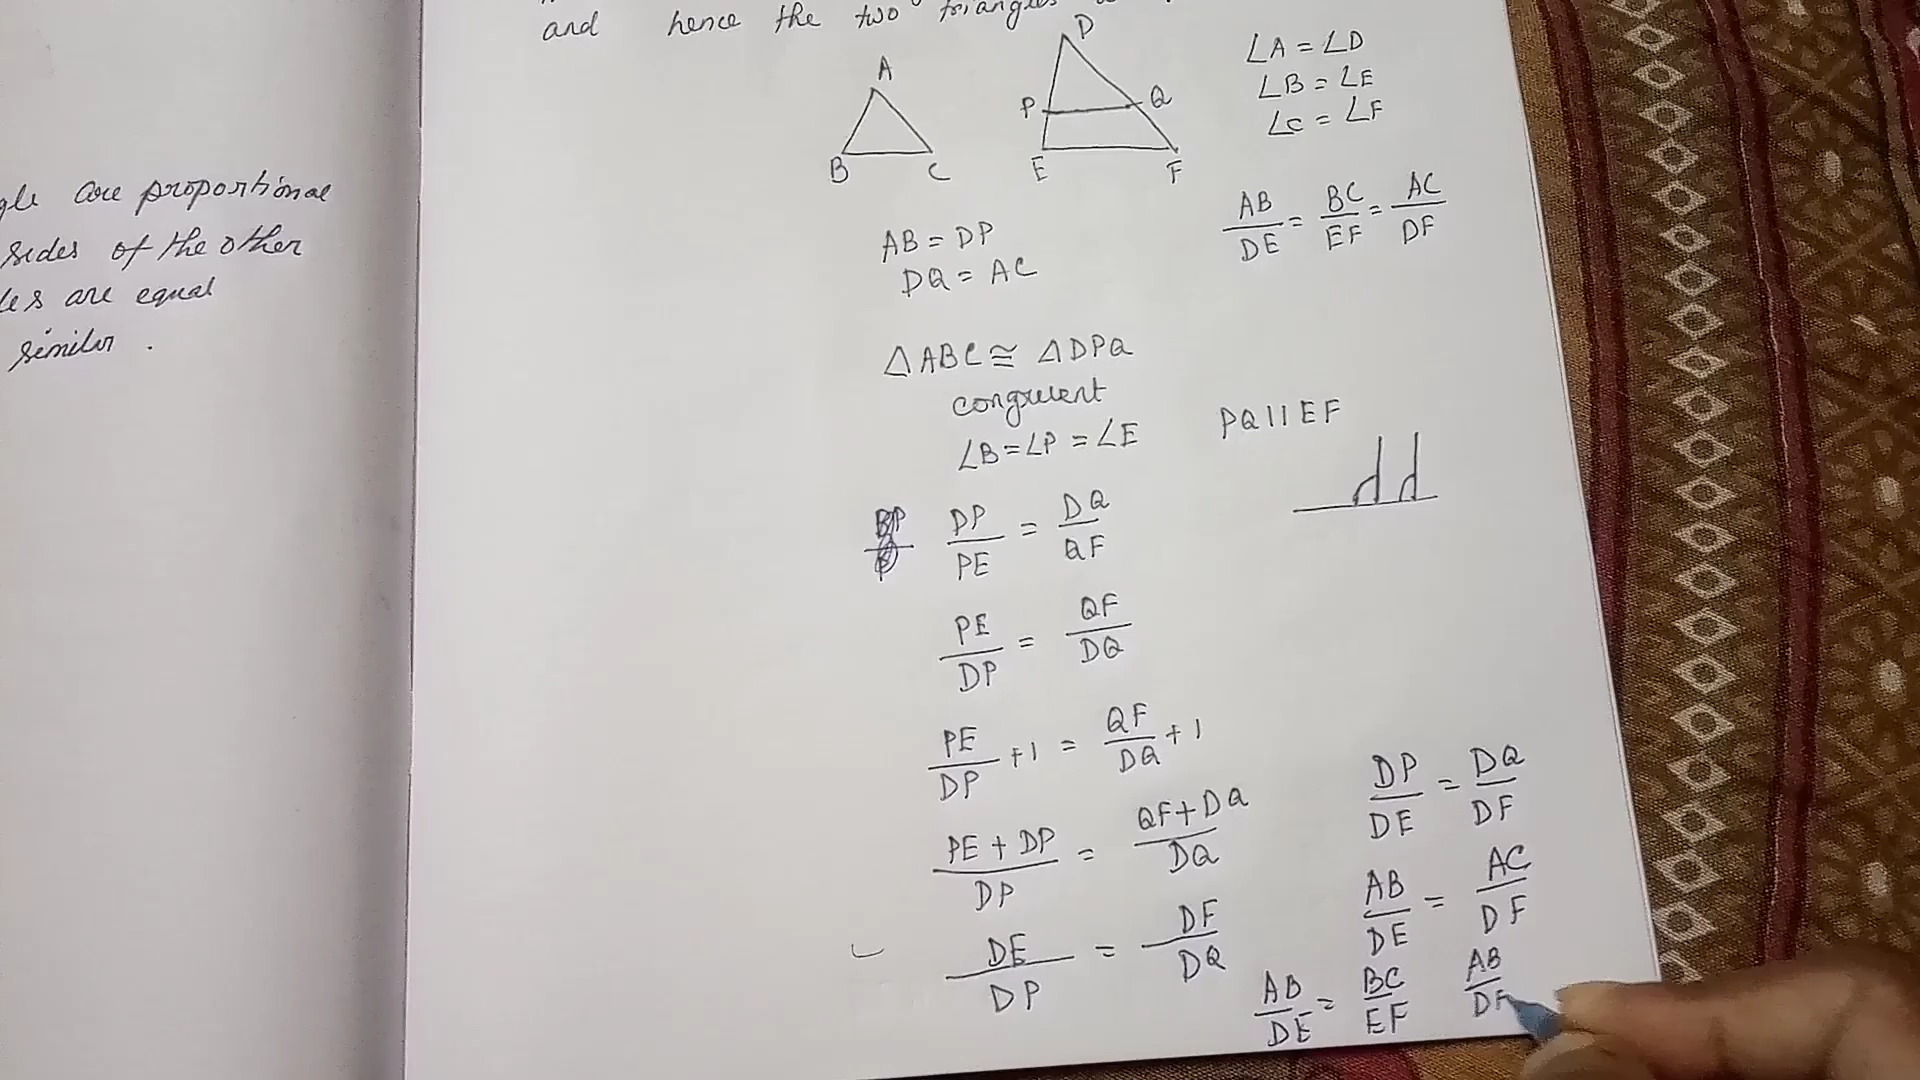 gle are proportional
sides of the other
les are equal
similar .
and hence the two triangles
A
B C
D
P Q
E F
∠A = ∠D
∠B = ∠E
∠C = ∠F
AB/DE = BC/EF = AC/DF
AB = DP
DQ = AC
△ABC ≅ △DPQ
congruent
∠B = ∠P = ∠E
PQ || EF
DP/PE = DQ/QF
PE/DP = QF/DQ
PE/DP + 1 = QF/DQ + 1
PE + DP/DP = QF + DQ/DQ
DE/DP = DF/DQ
DP/DE = DQ/DF
AB/DE = AC/DF
AB/DE = BC/EF
AB